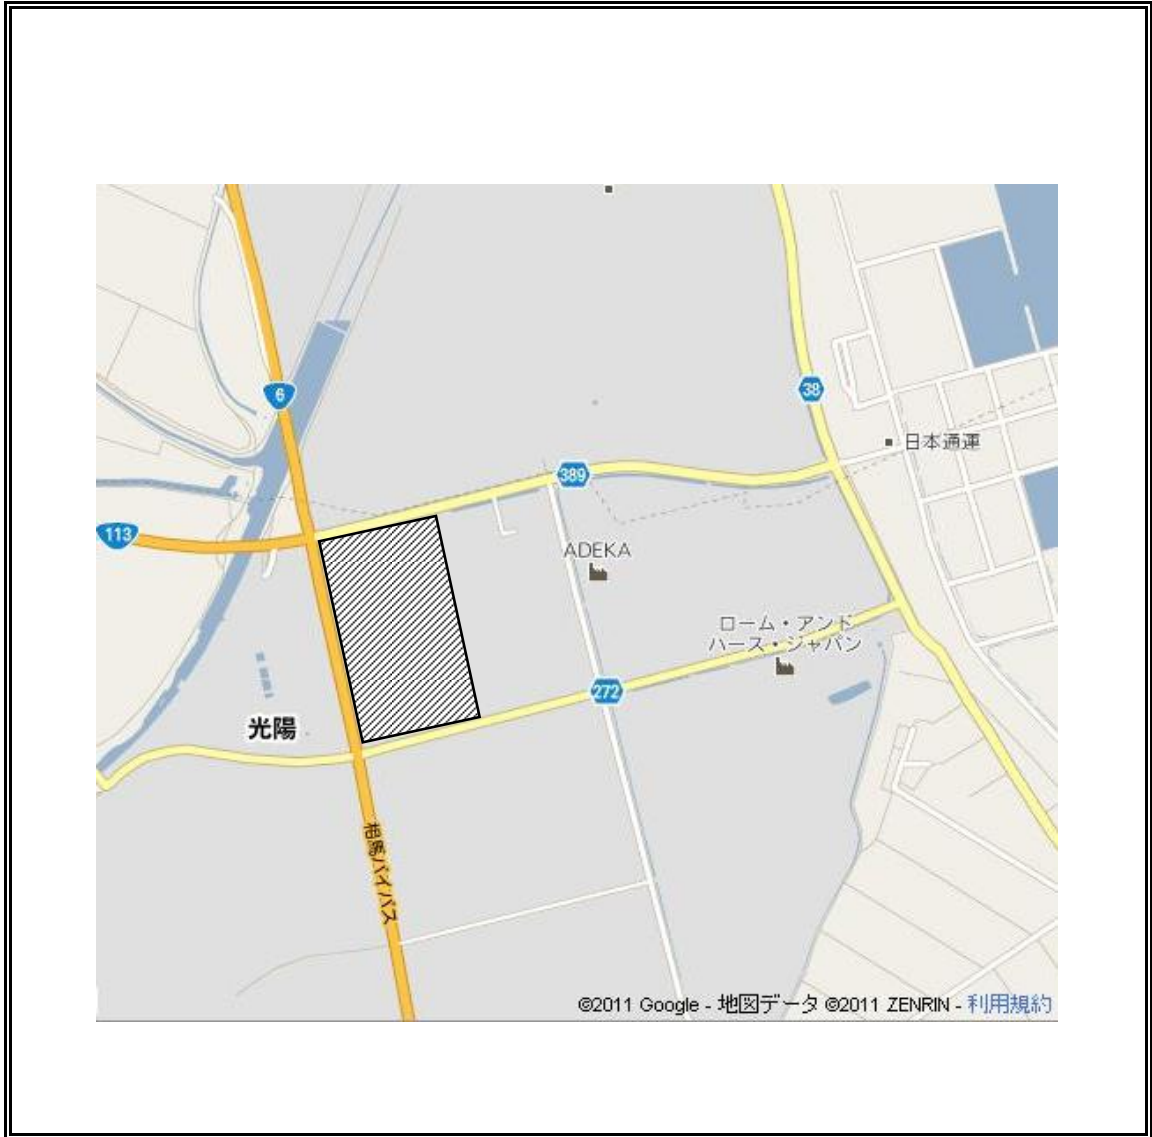 6
38
日本通運
389
113
ADEKA
ローム・アンド
ハース・ジャパン
272
光陽
相馬バイパス
©2011 Google - 地図データ ©2011 ZENRIN - 利用規約